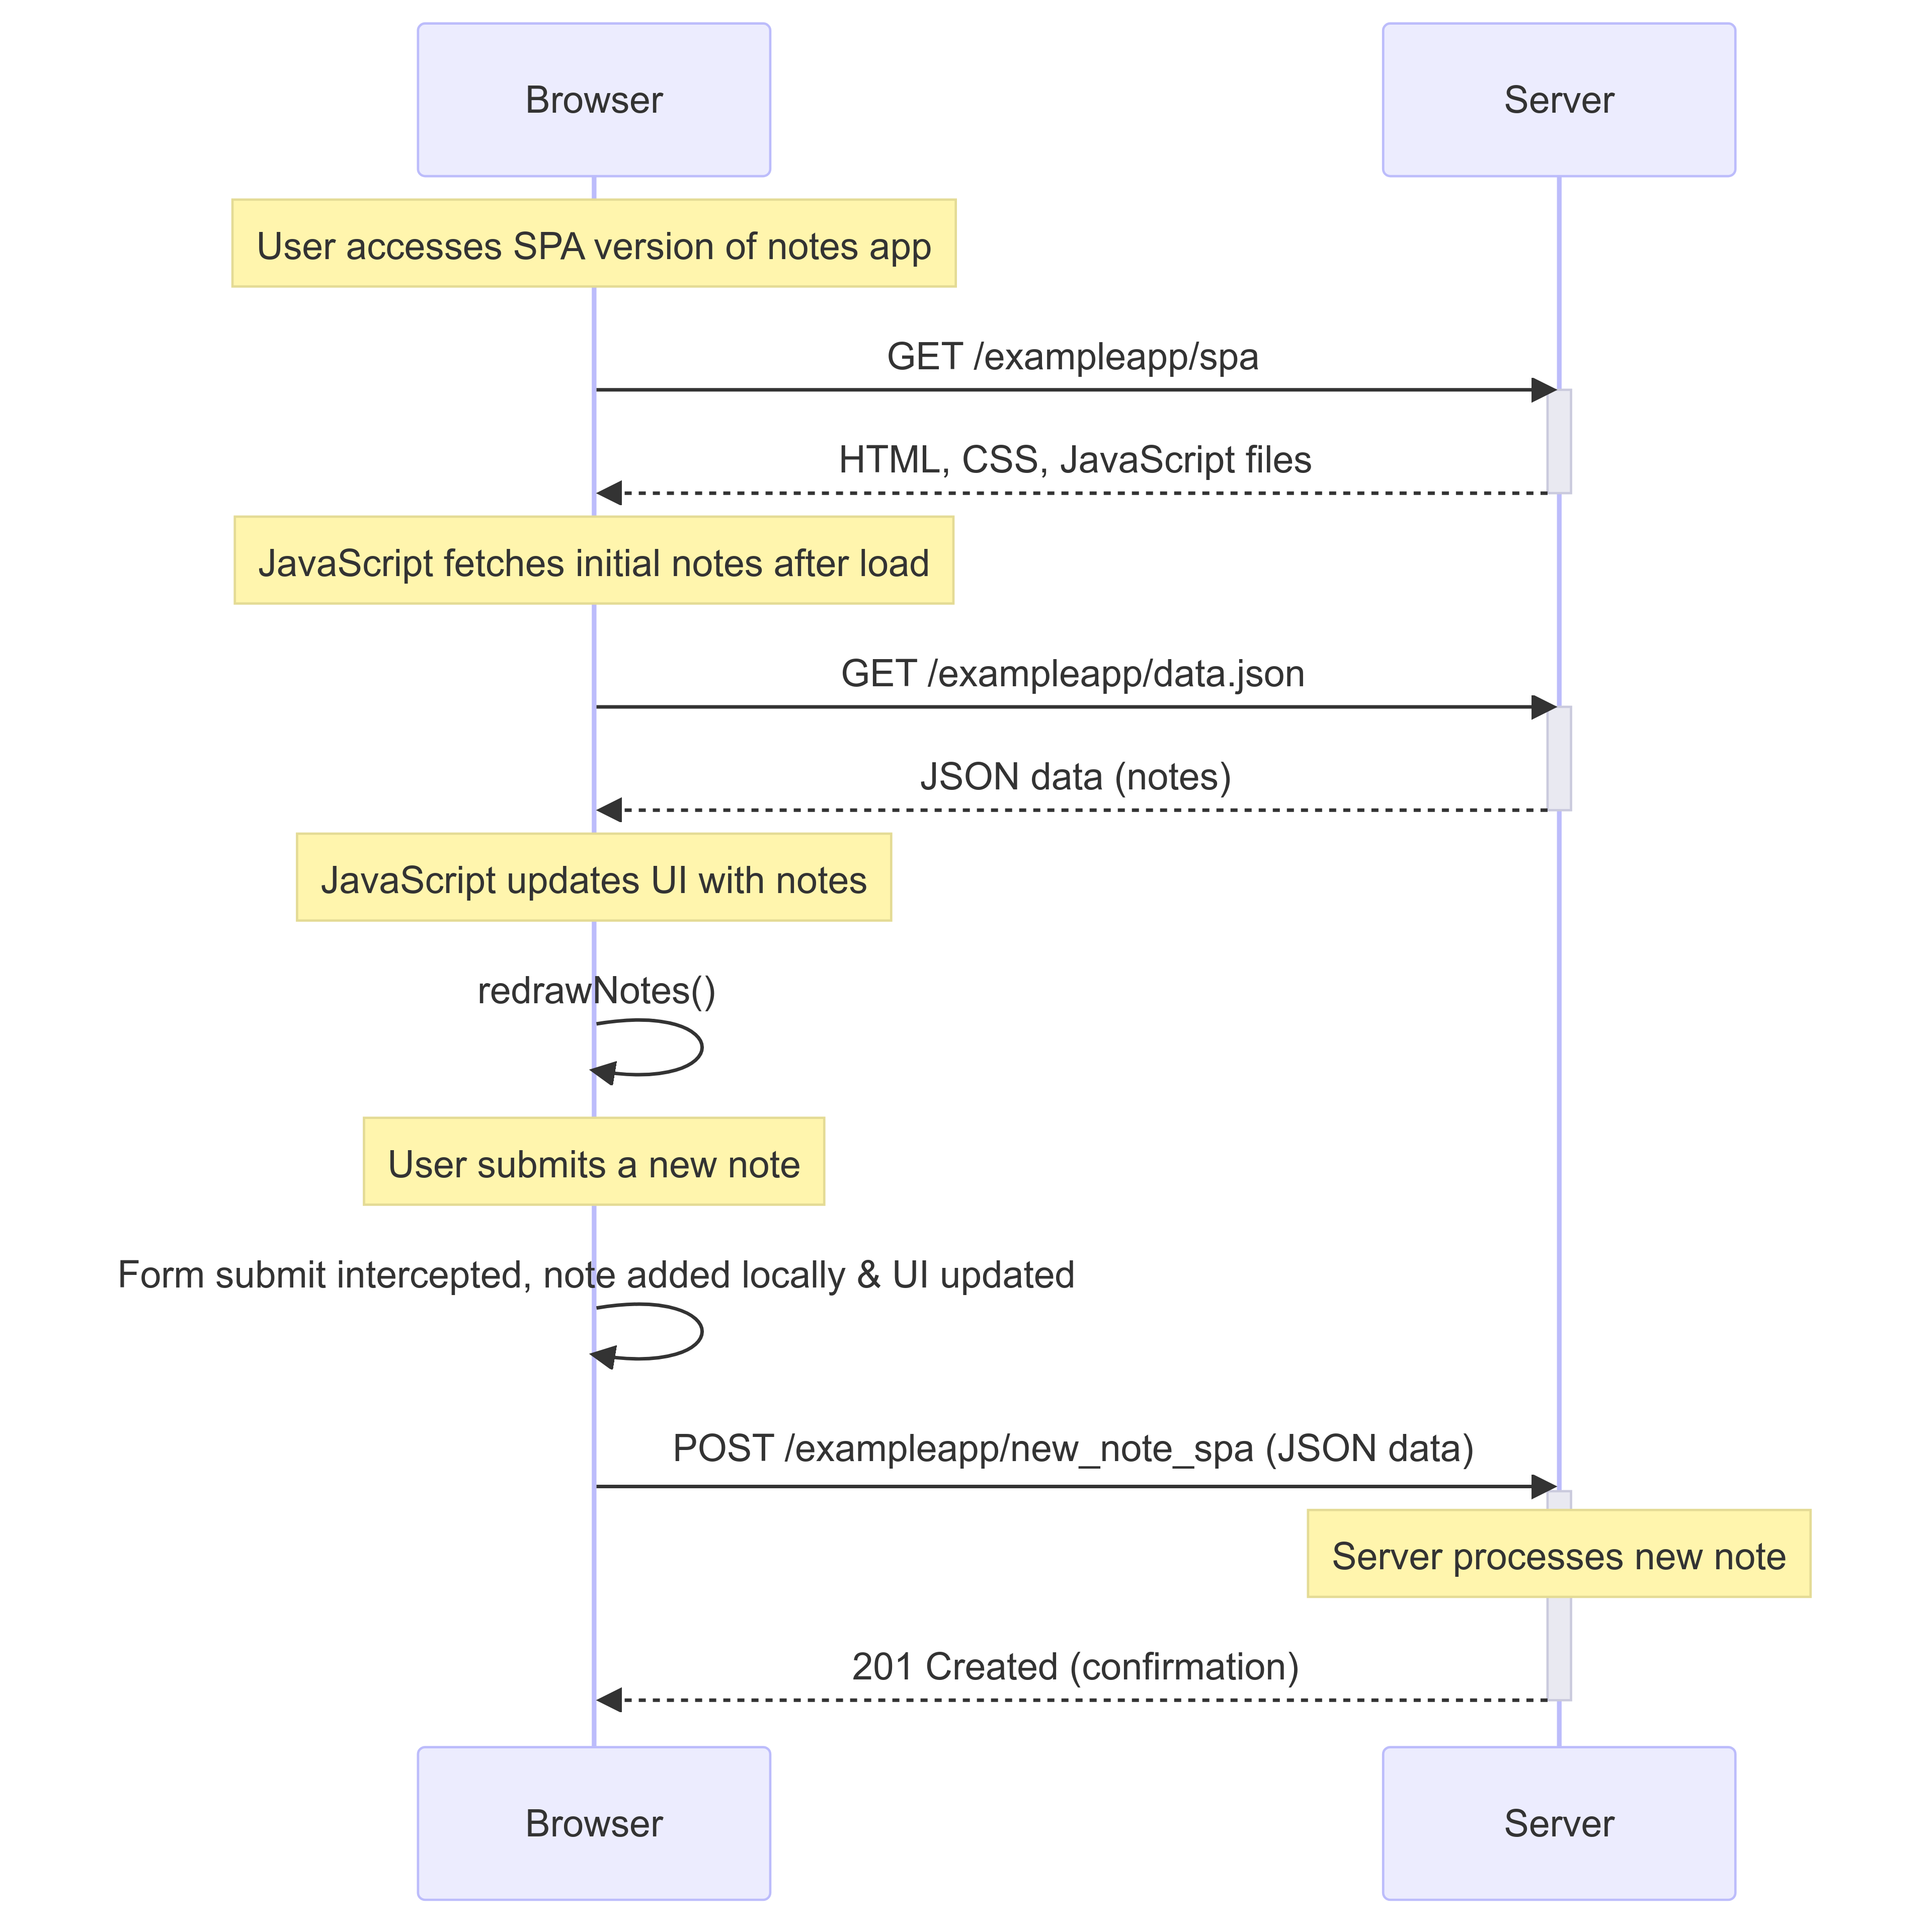 Browser
Server
User accesses SPA version of notes app
GET /exampleapp/spa
HTML, CSS, JavaScript files
JavaScript fetches initial notes after load
GET /exampleapp/data.json
JSON data (notes)
JavaScript updates UI with notes
redrawNotes()
User submits a new note
Form submit intercepted, note added locally & UI updated
POST /exampleapp/new_note_spa (JSON data)
Server processes new note
201 Created (confirmation)
Browser
Server